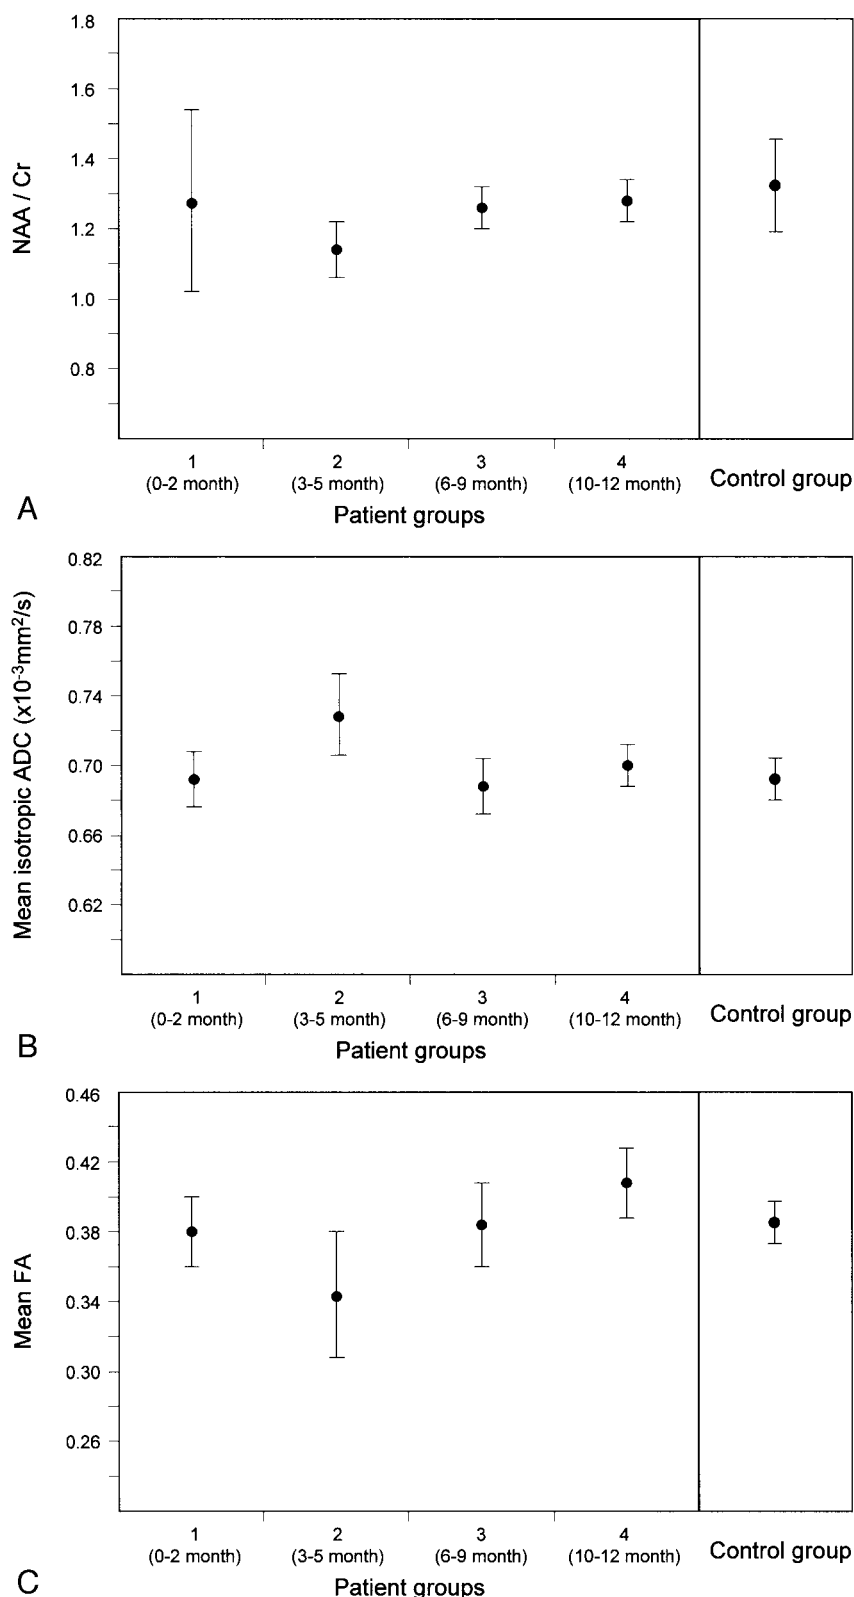 1.8
1.6
1.4
1.2
1.0
0.8
NAA / Cr
1 2 3 4
(0-2 month) (3-5 month) (6-9 month) (10-12 month) Control group
A
Patient groups
0.82
0.78
0.74
0.70
0.66
0.62
Mean isotropic ADC (x10⁻³mm²/s)
1 2 3 4
(0-2 month) (3-5 month) (6-9 month) (10-12 month) Control group
B
Patient groups
0.46
0.42
0.38
0.34
0.30
0.26
Mean FA
1 2 3 4
(0-2 month) (3-5 month) (6-9 month) (10-12 month) Control group
C
Patient groups